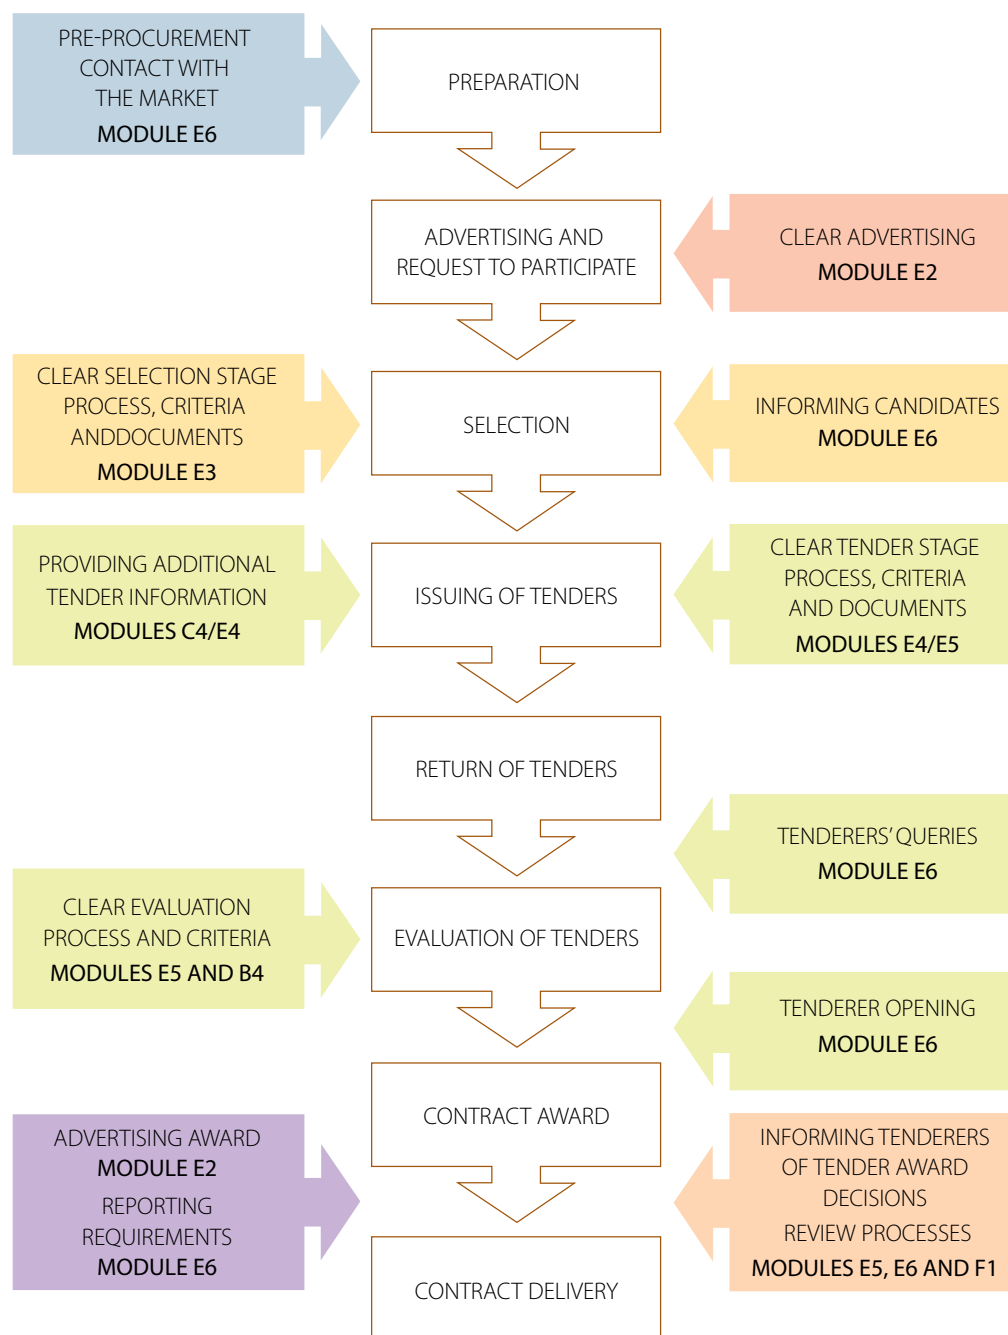 PRE-PROCUREMENT
CONTACT WITH
THE MARKET
MODULE E6
PREPARATION
ADVERTISING AND
REQUEST TO PARTICIPATE
CLEAR ADVERTISING
MODULE E2
CLEAR SELECTION STAGE
PROCESS, CRITERIA
ANDDOCUMENTS
MODULE E3
SELECTION
INFORMING CANDIDATES
MODULE E6
PROVIDING ADDITIONAL
TENDER INFORMATION
MODULES C4/E4
ISSUING OF TENDERS
CLEAR TENDER STAGE
PROCESS, CRITERIA
AND DOCUMENTS
MODULES E4/E5
RETURN OF TENDERS
TENDERERS' QUERIES
MODULE E6
CLEAR EVALUATION
PROCESS AND CRITERIA
MODULES E5 AND B4
EVALUATION OF TENDERS
TENDERER OPENING
MODULE E6
CONTRACT AWARD
ADVERTISING AWARD
MODULE E2
REPORTING
REQUIREMENTS
MODULE E6
INFORMING TENDERERS
OF TENDER AWARD
DECISIONS
REVIEW PROCESSES
MODULES E5, E6 AND F1
CONTRACT DELIVERY